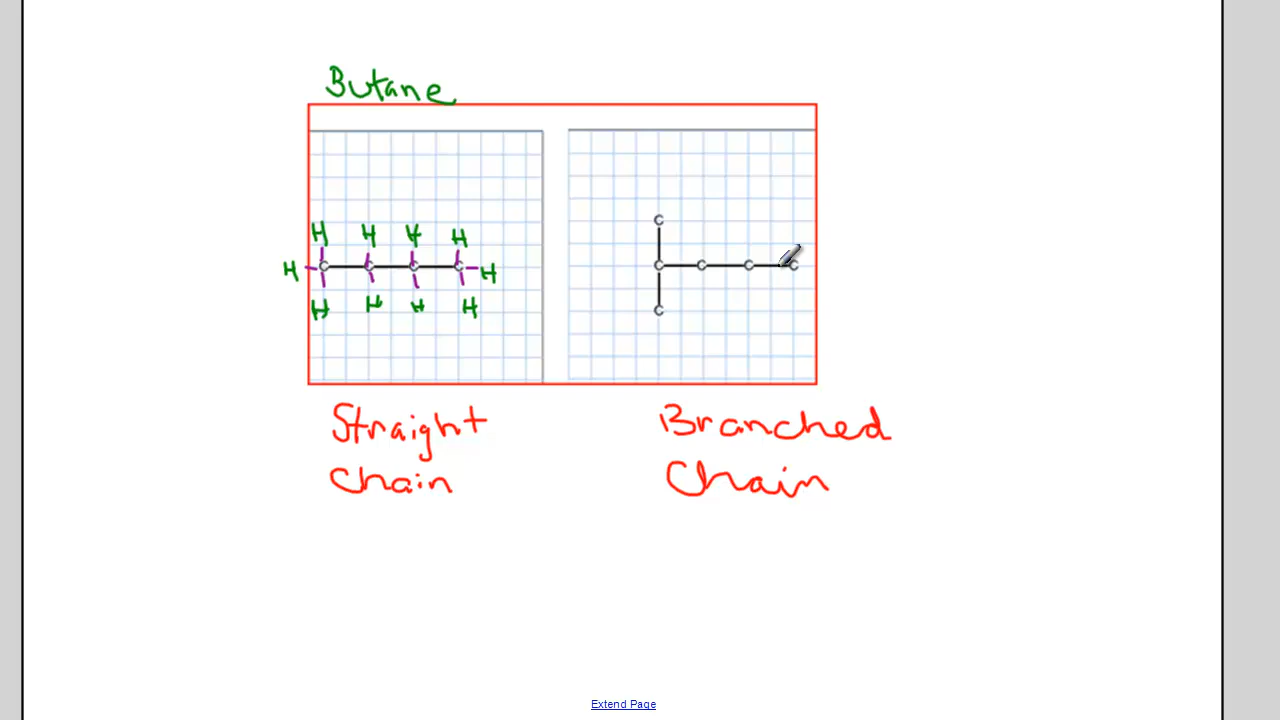 Butane
H H H H
H C C C C H
H H H H
C
C C C C
C
Straight
Chain
Branched
Chain
Extend Page